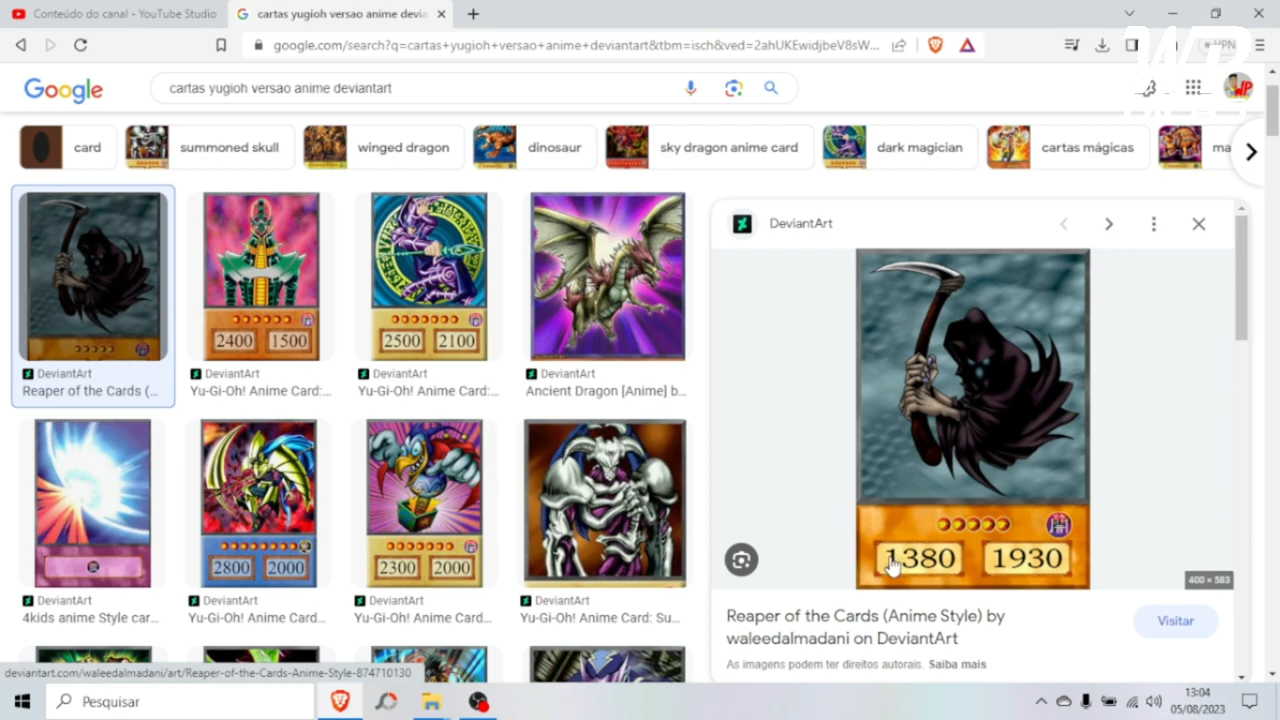 Conteúdo do canal - YouTube Studio
cartas yugioh versao anime devia
google.com/search?q=cartas+yugioh+versao+anime+deviantart&tbm=isch&ved=2ahUKEwidjbeV8sW...
VPN
Google
cartas yugioh versao anime deviantart
WP
card
summoned skull
winged dragon
dinosaur
sky dragon anime card
dark magician
cartas mágicas
ma
DeviantArt
2400 1500
2500 2100
DeviantArt
Reaper of the Cards (...
DeviantArt
Yu-Gi-Oh! Anime Card:...
DeviantArt
Yu-Gi-Oh! Anime Card:...
DeviantArt
Ancient Dragon [Anime] b...
闇
1380 1930
400 × 583
罠
2800 2000
2300 2000
DeviantArt
4kids anime Style car...
DeviantArt
Yu-Gi-Oh! Anime Card...
DeviantArt
Yu-Gi-Oh! Anime Card...
DeviantArt
Yu-Gi-Oh! Anime Card: Su...
Reaper of the Cards (Anime Style) by
waleedalmadani on DeviantArt
Visitar
As imagens podem ter direitos autorais. Saiba mais
deviantart.com/waleedalmadani/art/Reaper-of-the-Cards-Anime-Style-874710130
Pesquisar
13:04
05/08/2023